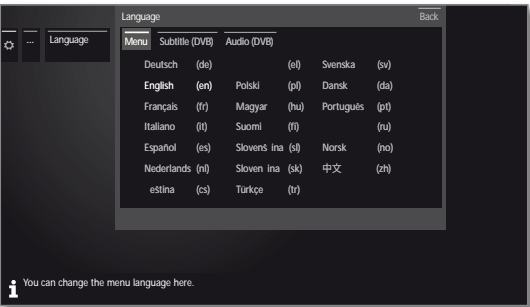 Language Back
... Language
Menu Subtitle (DVB) Audio (DVB)
Deutsch (de) (el) Svenska (sv)
English (en) Polski (pl) Dansk (da)
Français (fr) Magyar (hu) Português (pt)
Italiano (it) Suomi (fi) (ru)
Español (es) Slovenš ina (sl) Norsk (no)
Nederlands (nl) Sloven ina (sk) 中文 (zh)
eština (cs) Türkçe (tr)
You can change the menu language here.